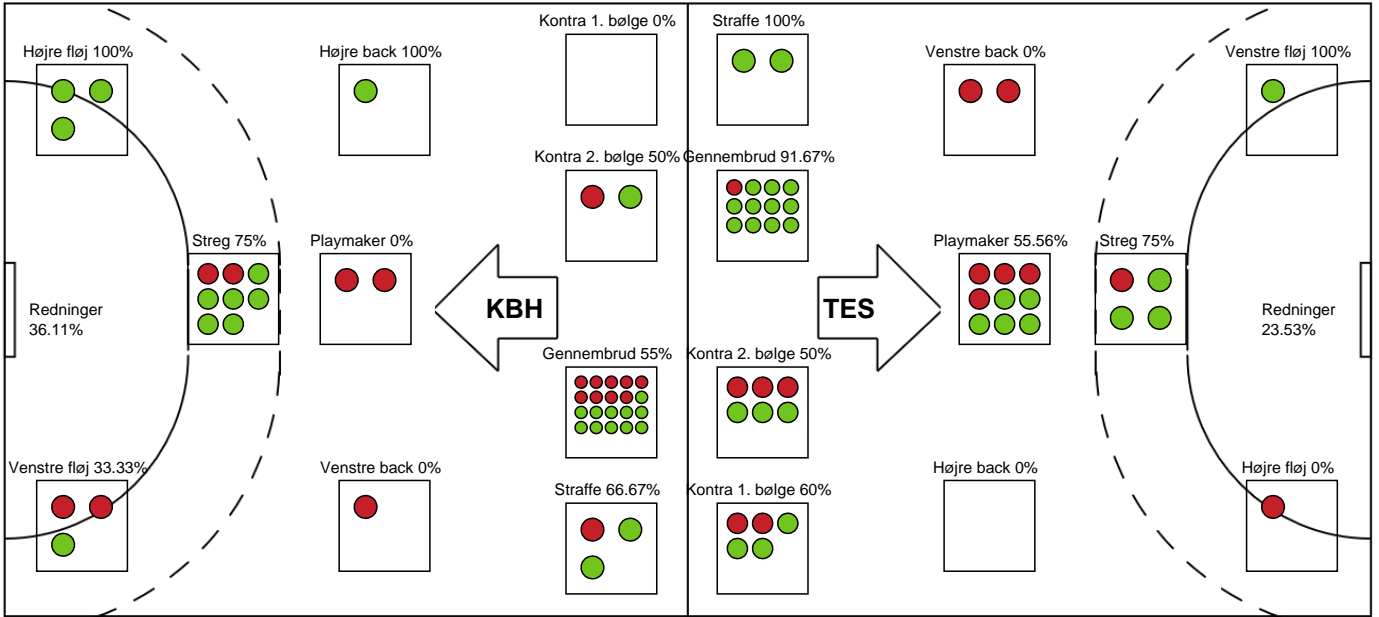 Kontra 1. bølge 0%
Straffe 100%
Højre fløj 100%
Højre back 100%
Venstre back 0%
Venstre fløj 100%
Kontra 2. bølge 50%
Gennembrud 91.67%
Streg 75%
Playmaker 0%
Playmaker 55.56%
Streg 75%
Redninger
36.11%
KBH
TES
Redninger
23.53%
Gennembrud 55%
Kontra 2. bølge 50%
Venstre fløj 33.33%
Venstre back 0%
Højre back 0%
Højre fløj 0%
Straffe 66.67%
Kontra 1. bølge 60%